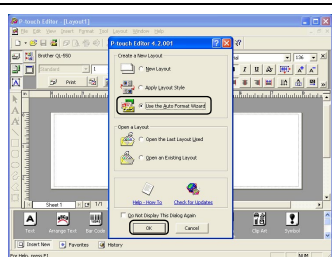 P-touch Editor - [Layout1]
File Edit View Insert Format Tool Layout Window Help
Brother QL-550
Standard 1
136
Print
P-touch Editor 4.2.001
Create a New Layout
New Layout
Apply Layout Style
Use the Auto Format Wizard
Open a Layout
Open the Last Layout Used
Open an Existing Layout
Help - How To Check for Updates
Do Not Display This Dialog Again
OK Cancel
Sheet 1 1/1
Text Arrange Text Bar Code Clip Art Symbol
Insert New Favorites History
For Help, press F1 NUM